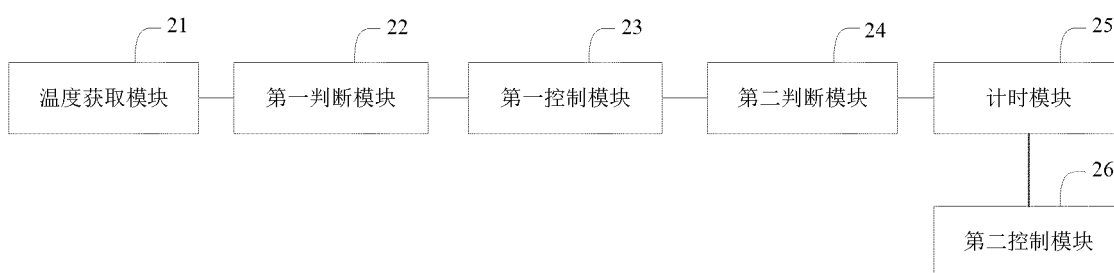 21
22
23
24
25
温度获取模块
第一判断模块
第一控制模块
第二判断模块
计时模块
26
第二控制模块